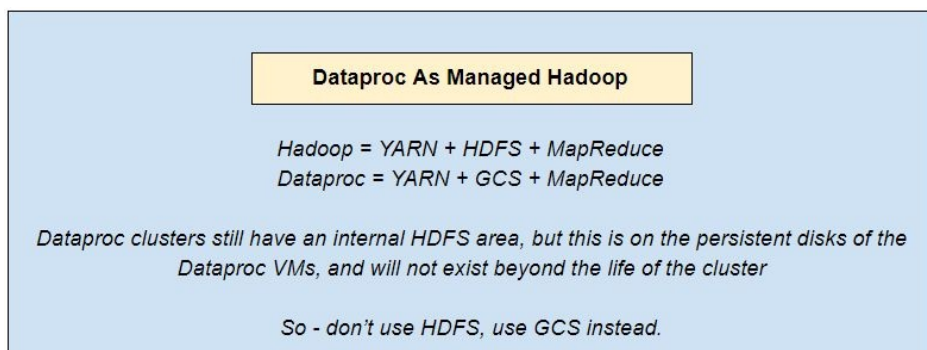 Dataproc As Managed Hadoop
Hadoop = YARN + HDFS + MapReduce
Dataproc = YARN + GCS + MapReduce
Dataproc clusters still have an internal HDFS area, but this is on the persistent disks of the
Dataproc VMs, and will not exist beyond the life of the cluster
So - don't use HDFS, use GCS instead.